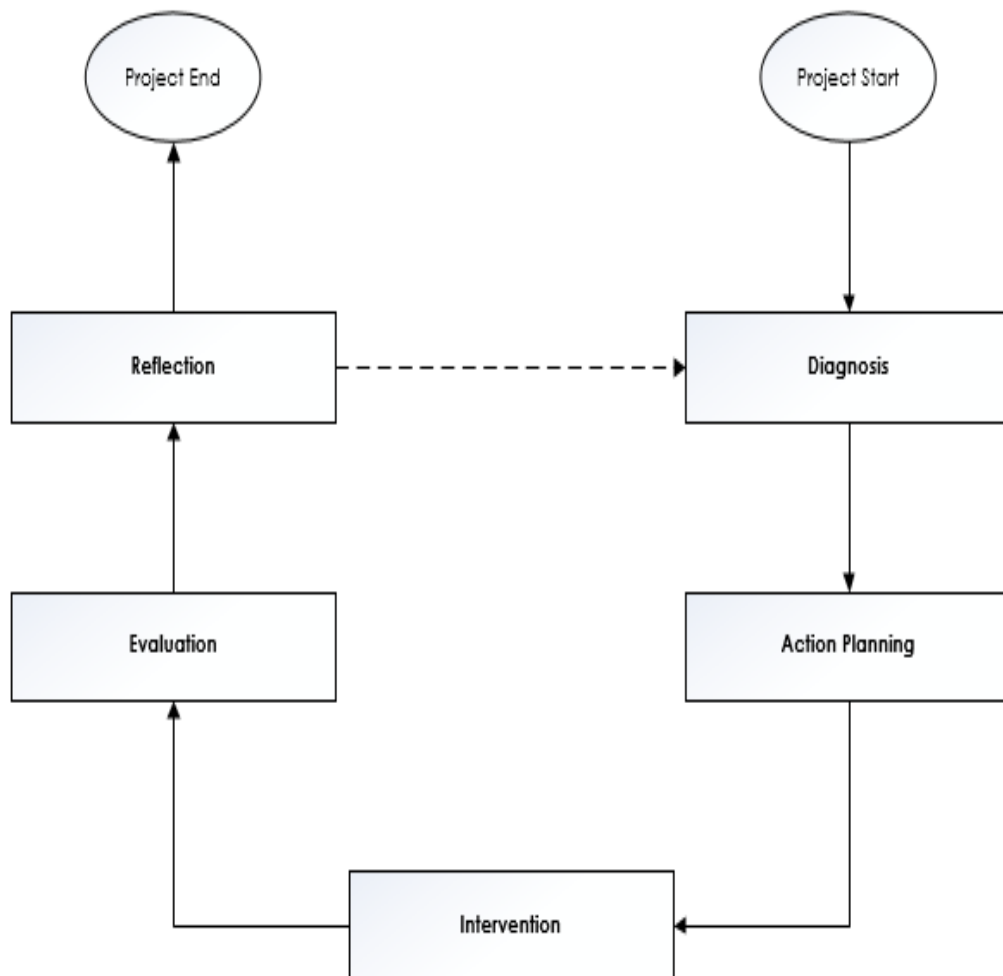 Project End
Project Start
Reflection
Diagnosis
Evaluation
Action Planning
Intervention